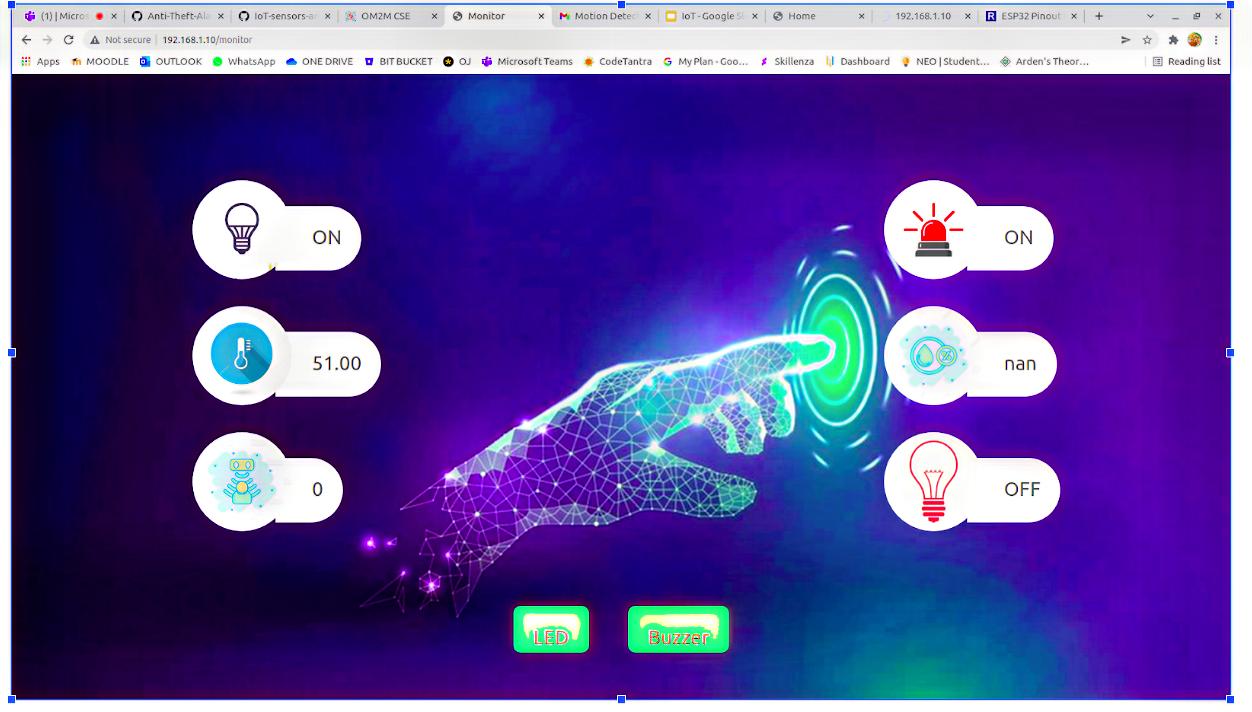 (1) | Micros
Anti-Theft-Ala
IoT-sensors-an
OM2M CSE
Monitor
Motion Detec
IoT - Google Sl
Home
192.168.1.10
ESP32 Pinout
Not secure | 192.168.1.10/monitor
Apps MOODLE OUTLOOK WhatsApp ONE DRIVE BIT BUCKET OJ Microsoft Teams CodeTantra My Plan - Goo... Skillenza Dashboard NEO | Student... Arden's Theor... Reading list
ON
ON
51.00
nan
0
OFF
LED
Buzzer